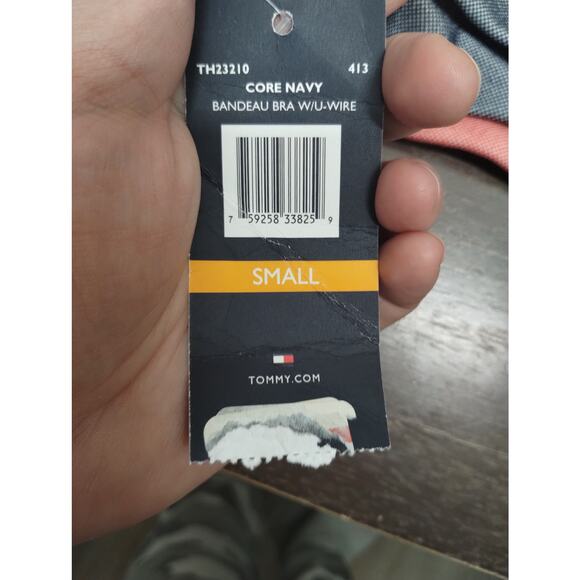 TH23210 413
CORE NAVY
BANDEAU BRA W/U-WIRE
7 59258 33825 9
SMALL
TOMMY.COM